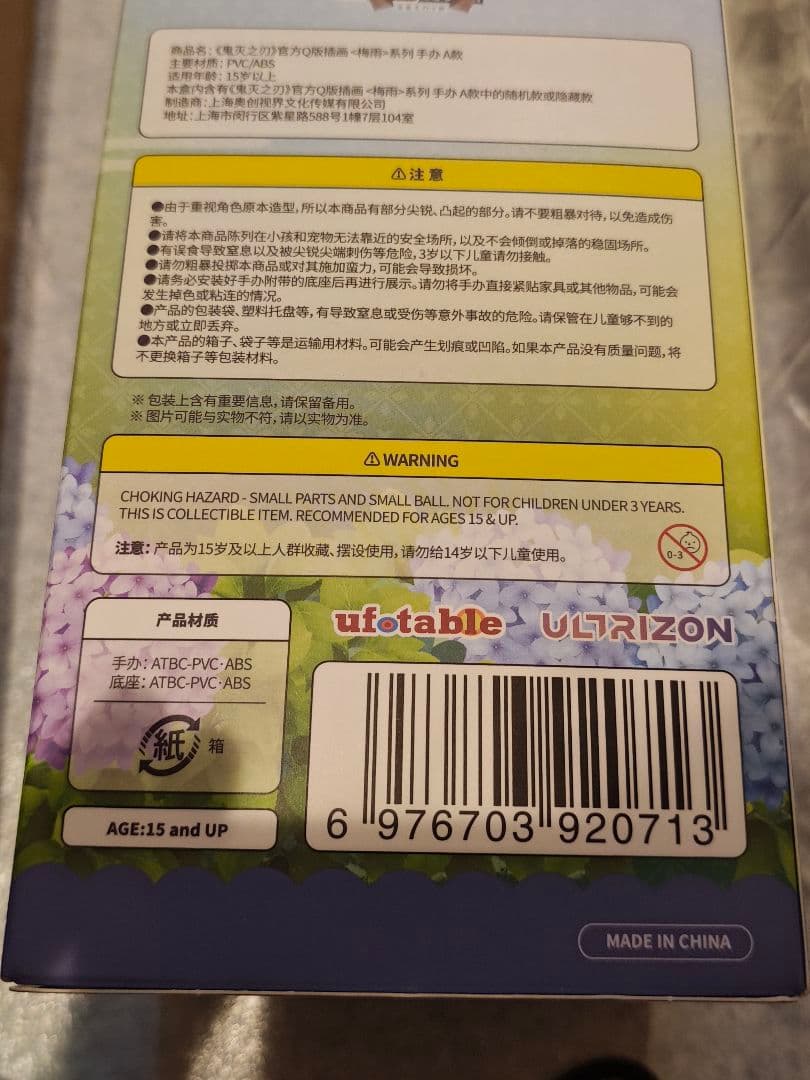 商品名:《鬼灭之刃》官方Q版插画<梅雨>系列 手办 A款
主要材质: PVC/ABS
适用年龄: 15岁以上
本盒内含有《鬼灭之刃》官方Q版插画<梅雨>系列 手办 A款中的随机款或隐藏款
制造商: 上海奥创视界文化传媒有限公司
地址: 上海市闵行区紫星路588号1幢7层104室
⚠注意
●由于重视角色原本造型,所以本商品有部分尖锐、凸起的部分。请不要粗暴对待,以免造成伤
害。
●请将本商品陈列在小孩和宠物无法靠近的安全场所,以及不会倾倒或掉落的稳固场所。
●有误食导致窒息以及被尖锐尖端刺伤等危险,3岁以下儿童请勿接触。
●请勿粗暴投掷本商品或对其施加蛮力,可能会导致损坏。
●请务必安装好手办附带的底座后再进行展示。请勿将手办直接紧贴家具或其他物品,可能会
发生掉色或粘连的情况。
●产品的包装袋、塑料托盘等,有导致窒息或受伤等意外事故的危险。请保管在儿童够不到的
地方或立即丢弃。
●本产品的箱子、袋子等是运输用材料。可能会产生划痕或凹陷。如果本产品没有质量问题,将
不更换箱子等包装材料。
※ 包装上含有重要信息,请保留备用。
※ 图片可能与实物不符,请以实物为准。
⚠WARNING
CHOKING HAZARD - SMALL PARTS AND SMALL BALL. NOT FOR CHILDREN UNDER 3 YEARS.
THIS IS COLLECTIBLE ITEM. RECOMMENDED FOR AGES 15 & UP.
注意: 产品为15岁及以上人群收藏、摆设使用,请勿给14岁以下儿童使用。
0-3
产品材质
手办: ATBC-PVC·ABS
底座: ATBC-PVC·ABS
紙 箱
AGE:15 and UP
ufotable
ULTRIZON
6 976703 920713
MADE IN CHINA